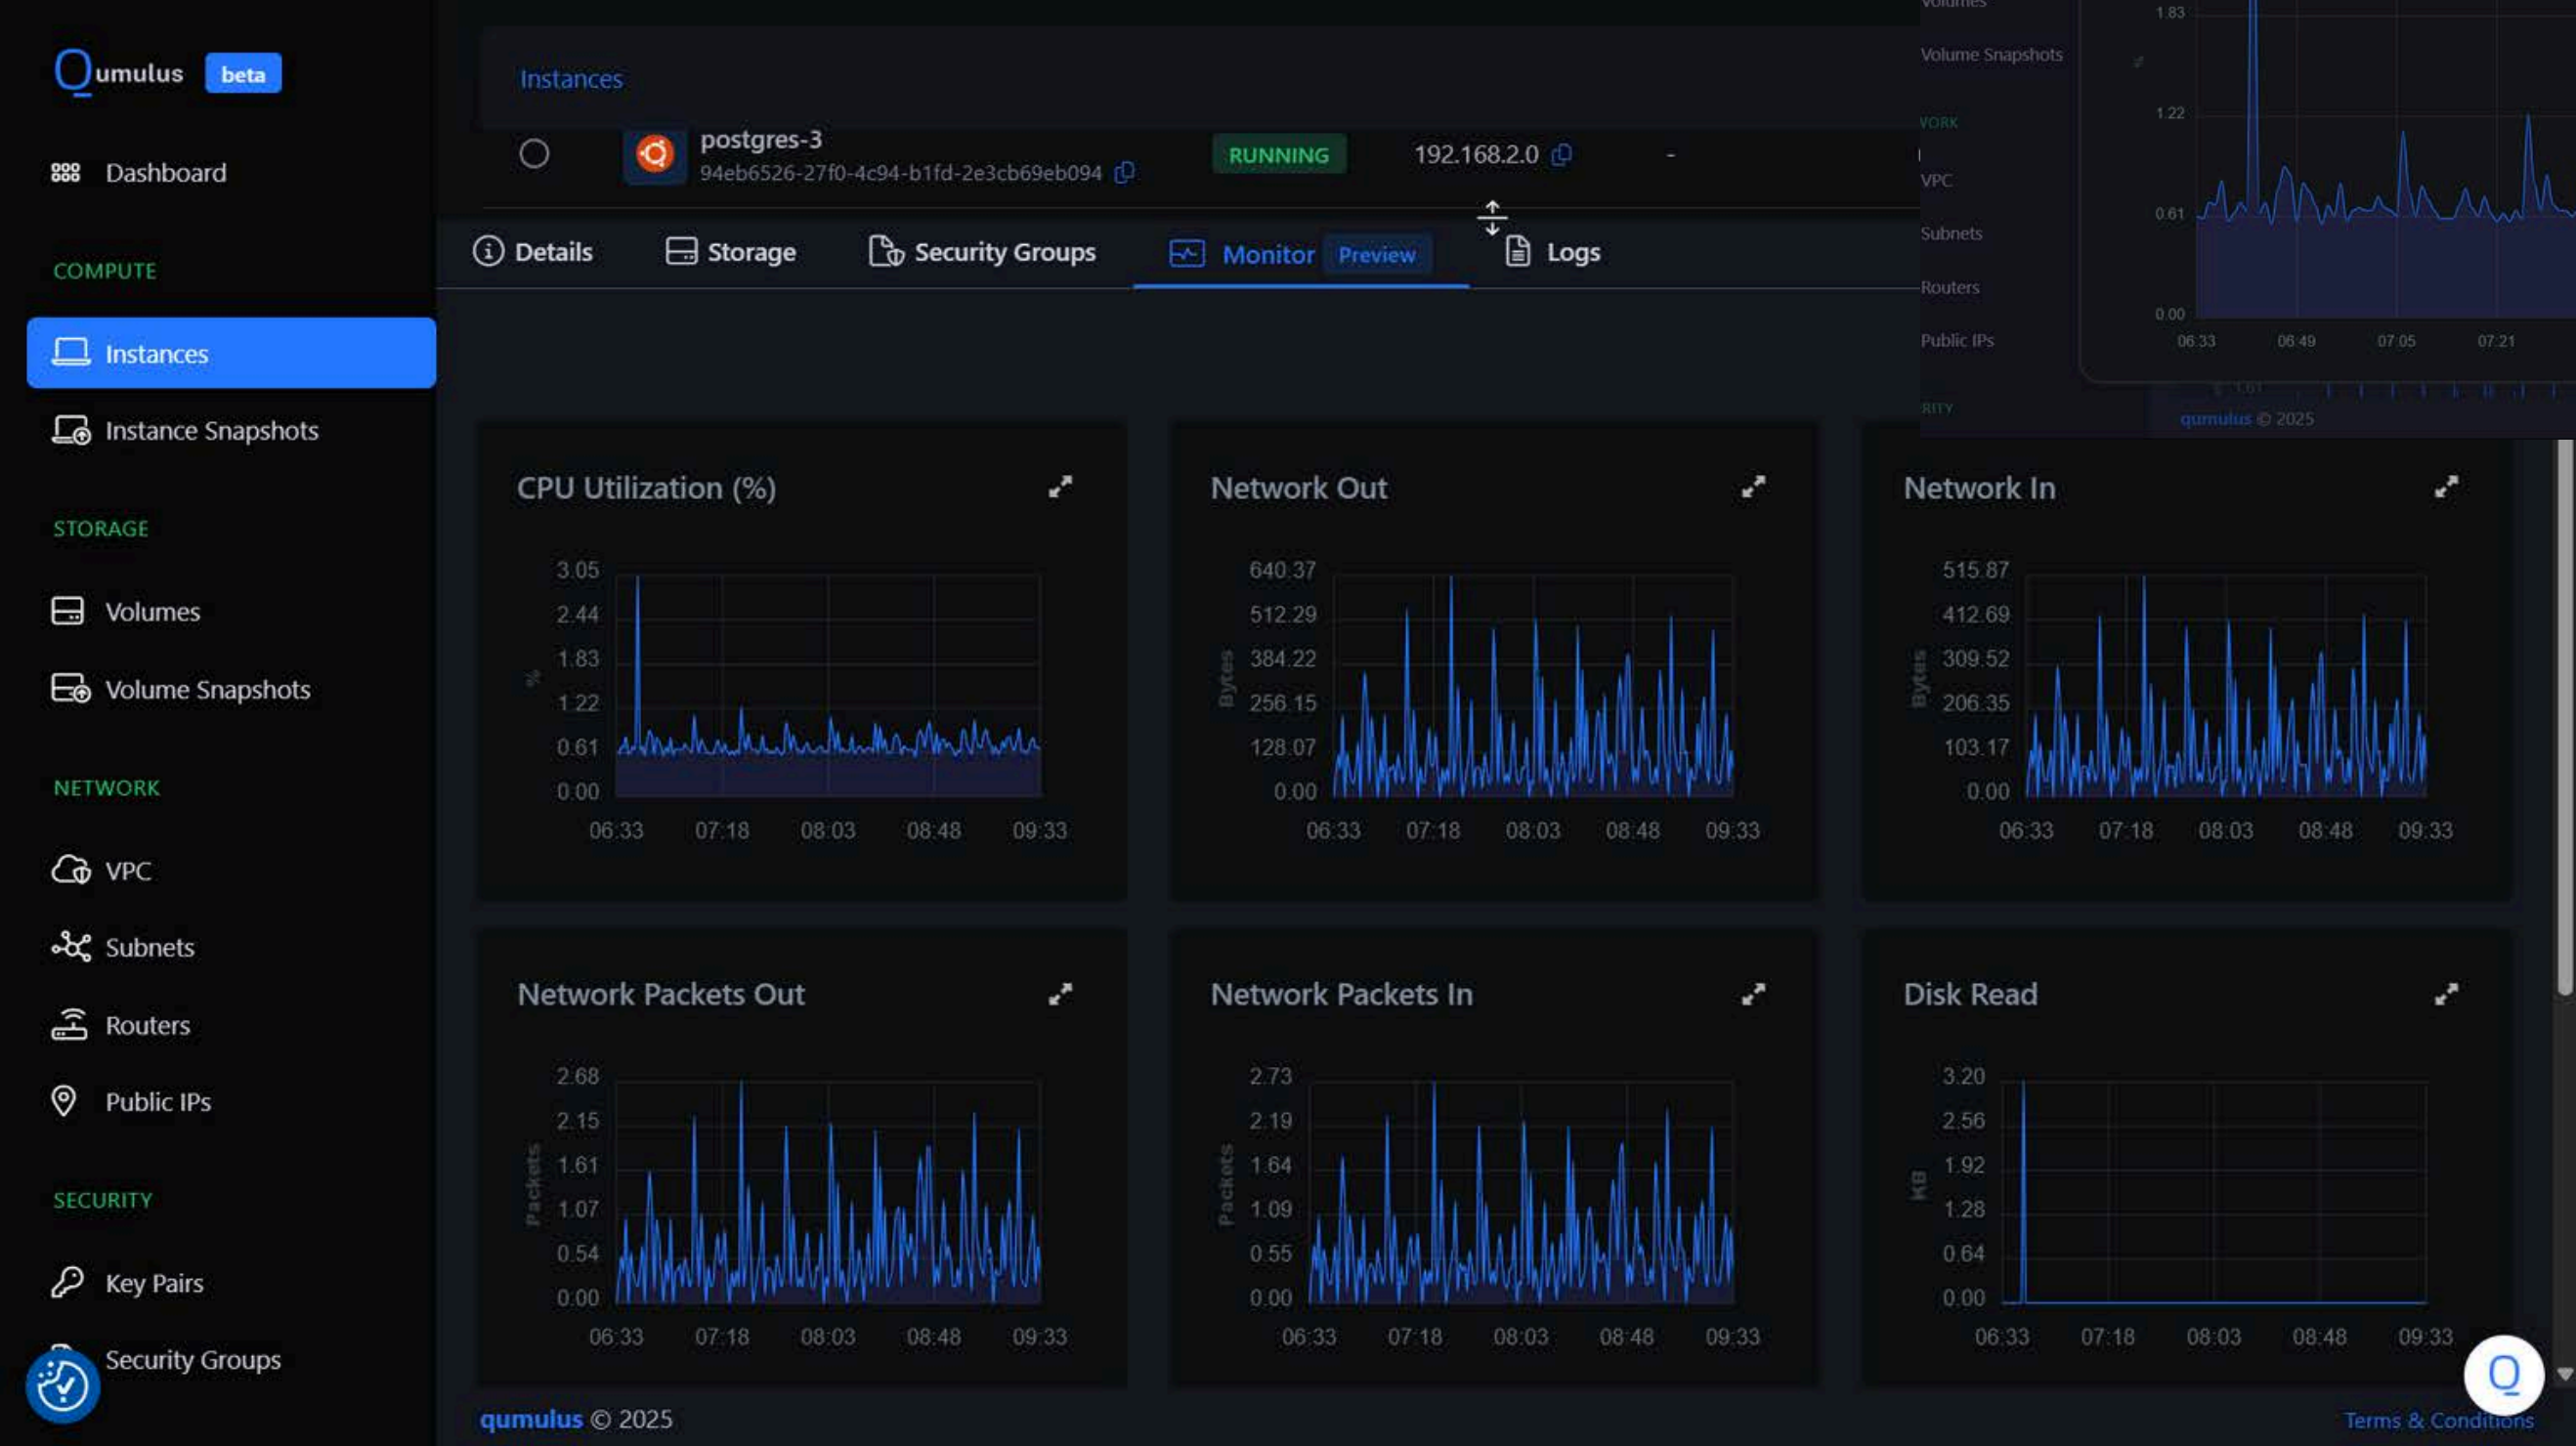 Qumulus beta
Dashboard
COMPUTE
Instances
Instance Snapshots
STORAGE
Volumes
Volume Snapshots
NETWORK
VPC
Subnets
Routers
Public IPs
SECURITY
Key Pairs
Security Groups
Instances
postgres-3
94eb6526-27f0-4c94-b1fd-2e3cb69eb094
RUNNING
192.168.2.0
-
Details
Storage
Security Groups
Monitor Preview
Logs
Volume Snapshots
VPC
Subnets
Routers
Public IPs
1.83
1.22
0.61
0.00
06:33 06:49 07:05 07:21
qumulus © 2025
CPU Utilization (%)
%
3.05
2.44
1.83
1.22
0.61
0.00
06:33 07:18 08:03 08:48 09:33
Network Out
Bytes
640.37
512.29
384.22
256.15
128.07
0.00
06:33 07:18 08:03 08:48 09:33
Network In
Bytes
515.87
412.69
309.52
206.35
103.17
0.00
06:33 07:18 08:03 08:48 09:33
Network Packets Out
Packets
2.68
2.15
1.61
1.07
0.54
0.00
06:33 07:18 08:03 08:48 09:33
Network Packets In
Packets
2.73
2.19
1.64
1.09
0.55
0.00
06:33 07:18 08:03 08:48 09:33
Disk Read
KB
3.20
2.56
1.92
1.28
0.64
0.00
06:33 07:18 08:03 08:48 09:33
qumulus © 2025
Terms & Conditions
Q